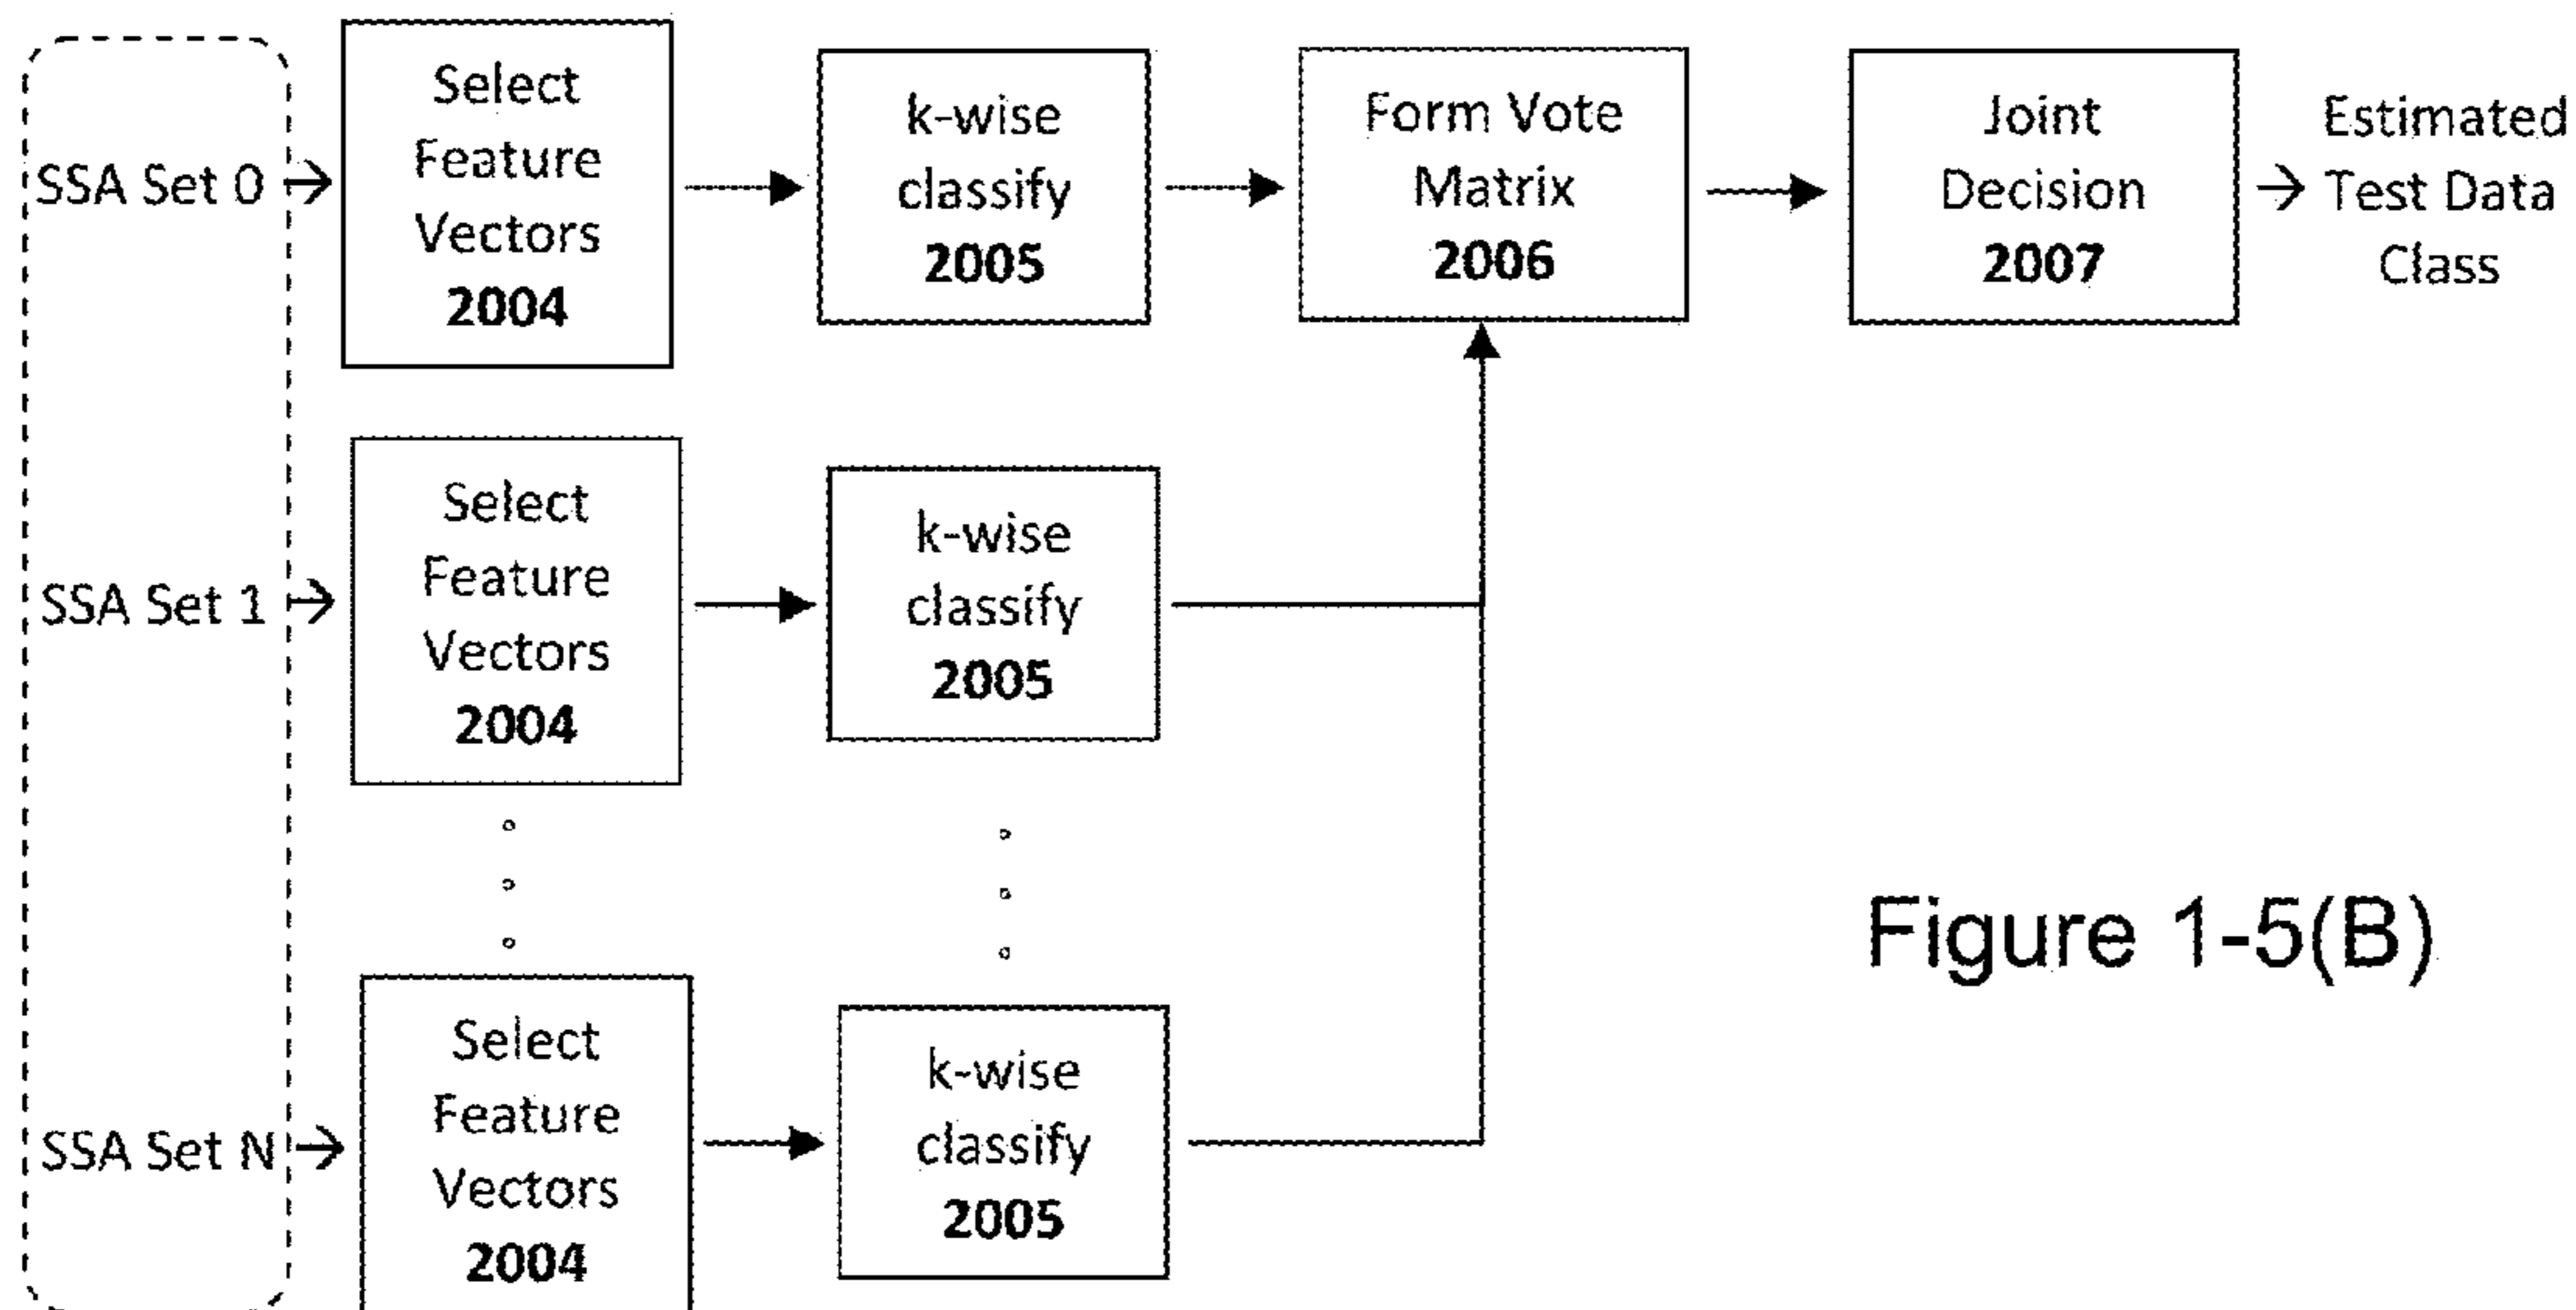 SSA Set 0
Select
Feature
Vectors
2004
k-wise
classify
2005
Form Vote
Matrix
2006
Joint
Decision
2007
Estimated
Test Data
Class
SSA Set 1
Select
Feature
Vectors
2004
k-wise
classify
2005
SSA Set N
Select
Feature
Vectors
2004
k-wise
classify
2005
Figure 1-5(B)